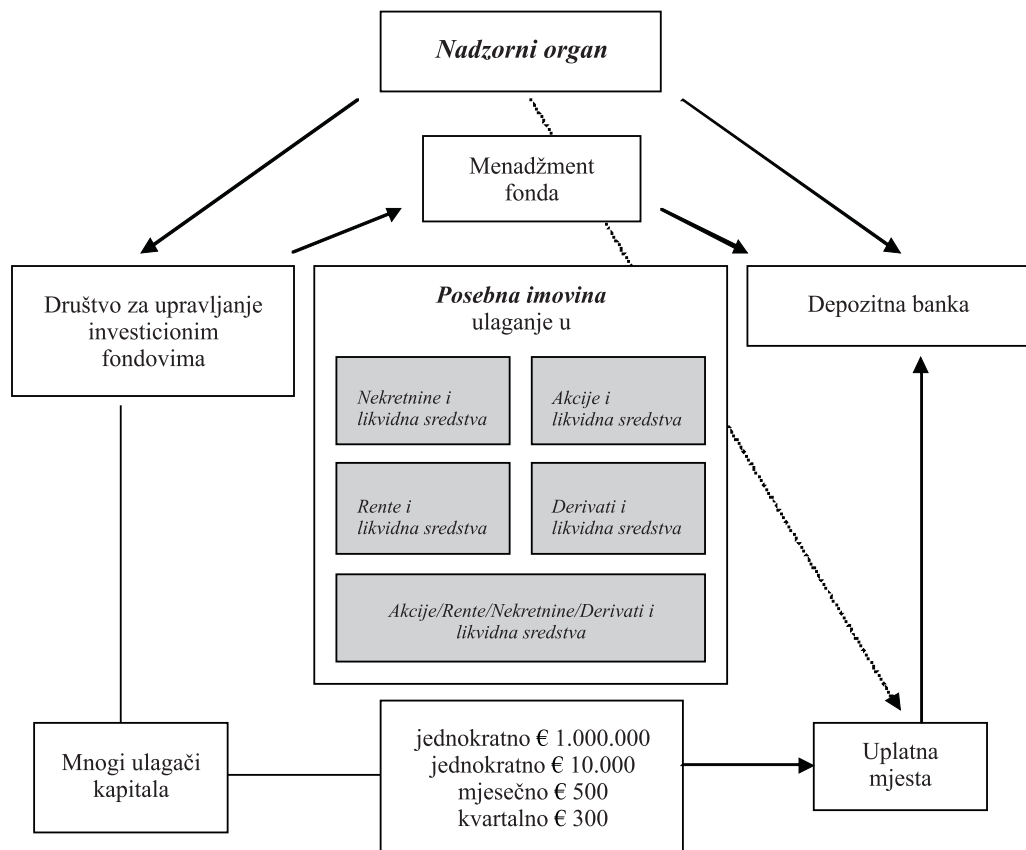 Nadzorni organ
Menadžment
fonda
Društvo za upravljanje
investicionim
fondovima
Posebna imovina
ulaganje u
Depozitna banka
Nekretnine i
likvidna sredstva
Akcije i
likvidna sredstva
Rente i
likvidna sredstva
Derivati i
likvidna sredstva
Akcije/Rente/Nekretnine/Derivati i
likvidna sredstva
Mnogi ulagači
kapitala
jednokratno € 1.000.000
jednokratno € 10.000
mjesečno € 500
kvartalno € 300
Uplatna
mjesta